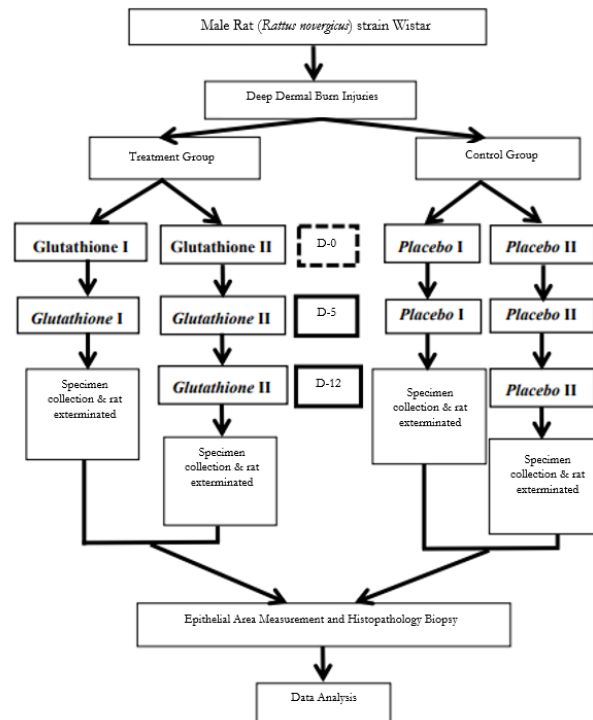 Male Rat (Rattus novergicus) strain Wistar
Deep Dermal Burn Injuries
Treatment Group
Control Group
Glutathione I
Glutathione II
D-0
Placebo I
Placebo II
Glutathione I
Glutathione II
D-5
Placebo I
Placebo II
Specimen
collection & rat
exterminated
Glutathione II
D-12
Specimen
collection & rat
exterminated
Placebo II
Specimen
collection & rat
exterminated
Specimen
collection & rat
exterminated
Epithelial Area Measurement and Histopathology Biopsy
Data Analysis